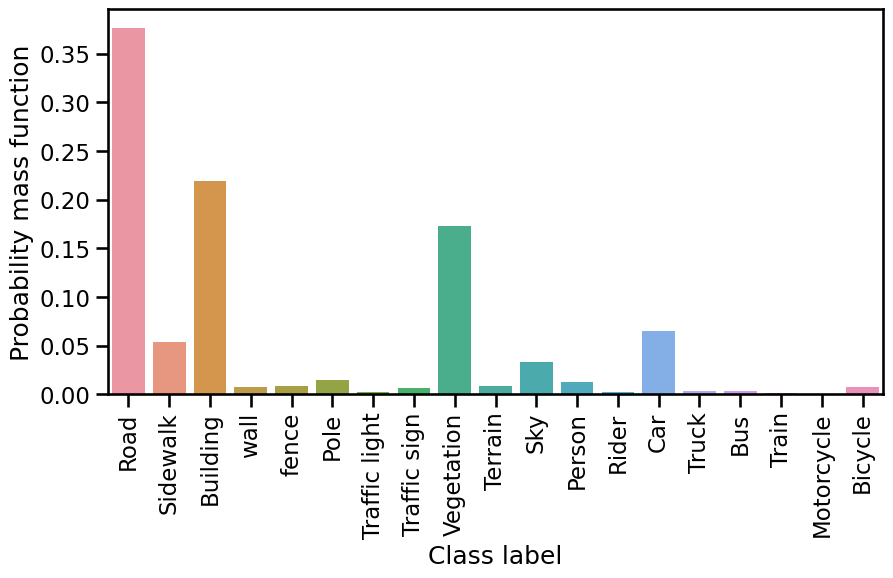 Probability mass function
0.35
0.30
0.25
0.20
0.15
0.10
0.05
0.00
Road
Sidewalk
Building
wall
fence
Pole
Traffic light
Traffic sign
Vegetation
Terrain
Sky
Person
Rider
Car
Truck
Bus
Train
Motorcycle
Bicycle
Class label